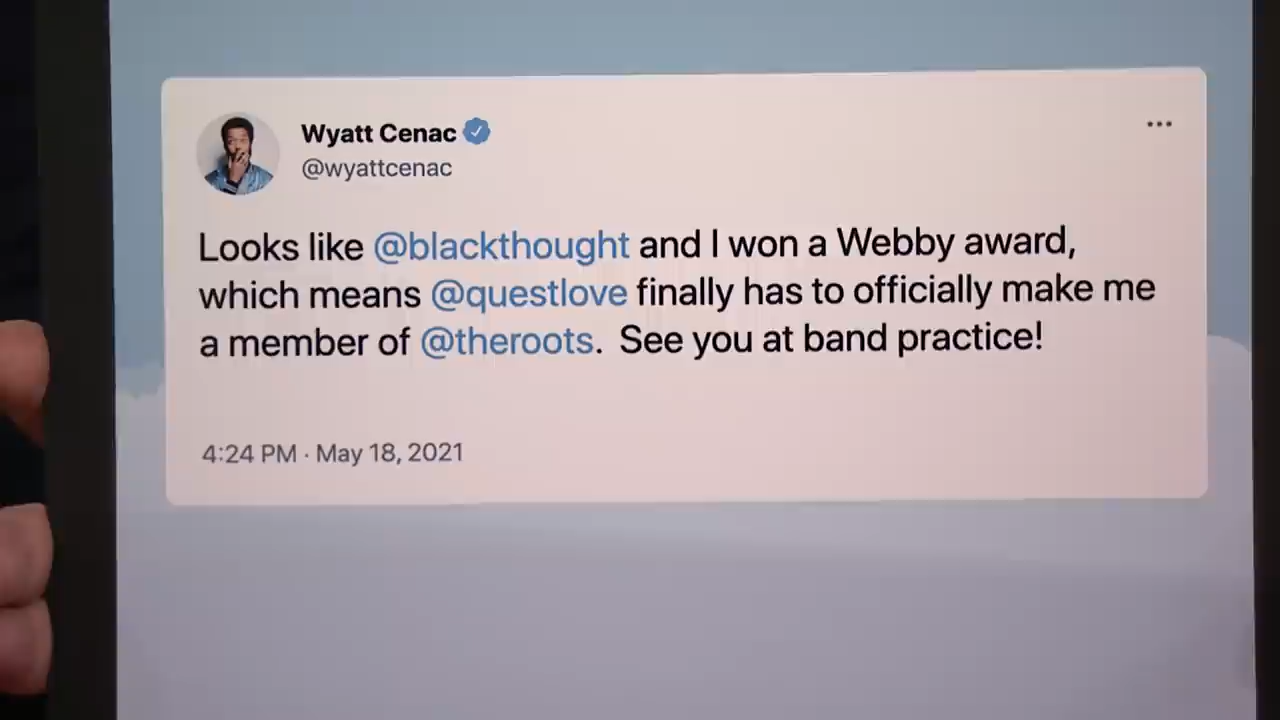 Wyatt Cenac
@wyattcenac
Looks like @blackthought and I won a Webby award,
which means @questlove finally has to officially make me
a member of @theroots. See you at band practice!
4:24 PM · May 18, 2021